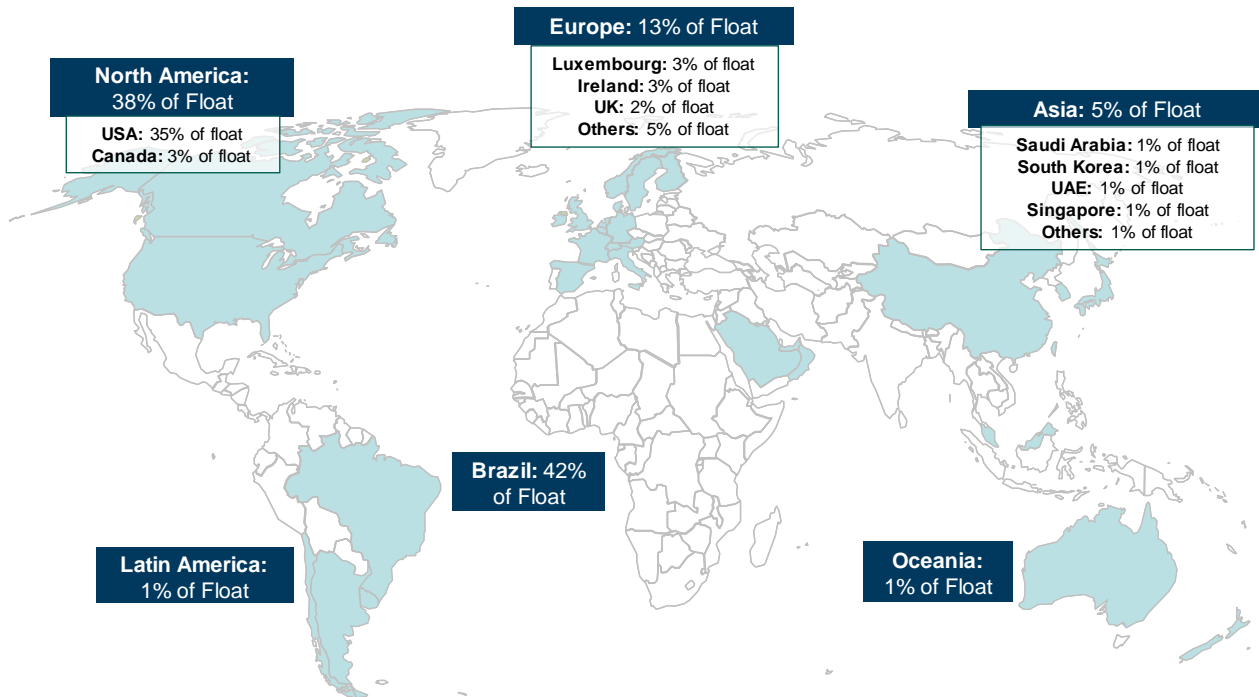 North America:
38% of Float
USA: 35% of float
Canada: 3% of float
Europe: 13% of Float
Luxembourg: 3% of float
Ireland: 3% of float
UK: 2% of float
Others: 5% of float
Asia: 5% of Float
Saudi Arabia: 1% of float
South Korea: 1% of float
UAE: 1% of float
Singapore: 1% of float
Others: 1% of float
Brazil: 42%
of Float
Latin America:
1% of Float
Oceania:
1% of Float